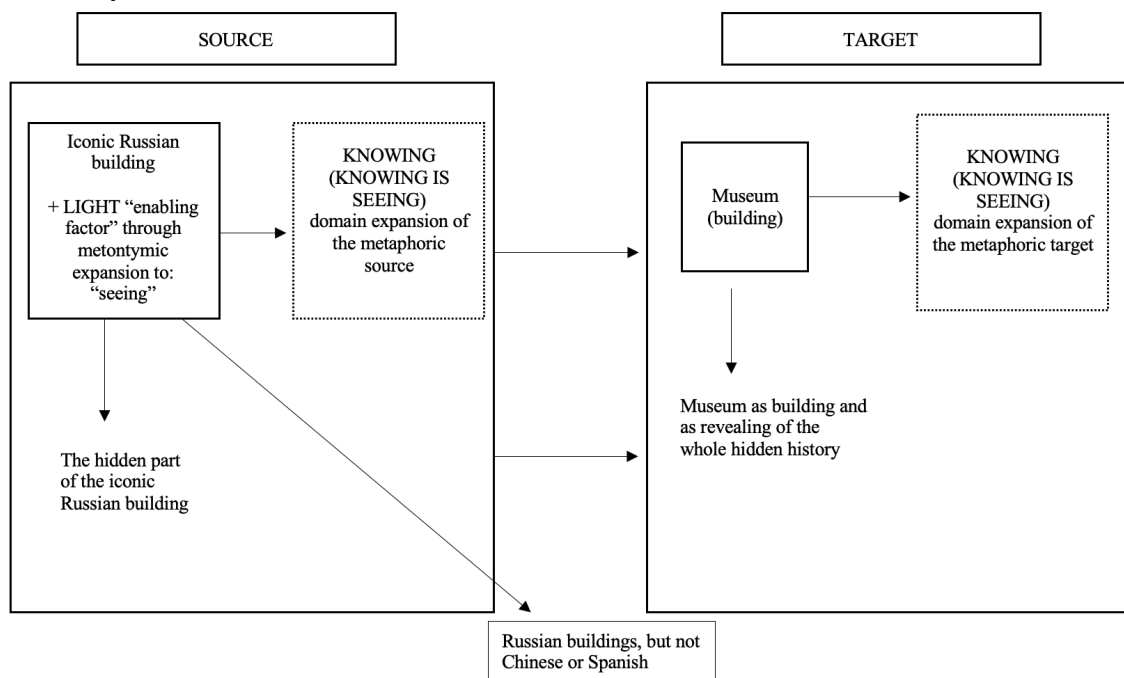 SOURCE
TARGET
Iconic Russian
building
+ LIGHT “enabling
factor” through
metontymic
expansion to:
“seeing”
KNOWING
(KNOWING IS
SEEING)
domain expansion of
the metaphoric
source
Museum
(building)
KNOWING
(KNOWING IS
SEEING)
domain expansion
of the metaphoric
target
The hidden part
of the iconic
Russian building
Museum as building and
as revealing of the
whole hidden history
Russian buildings, but not
Chinese or Spanish